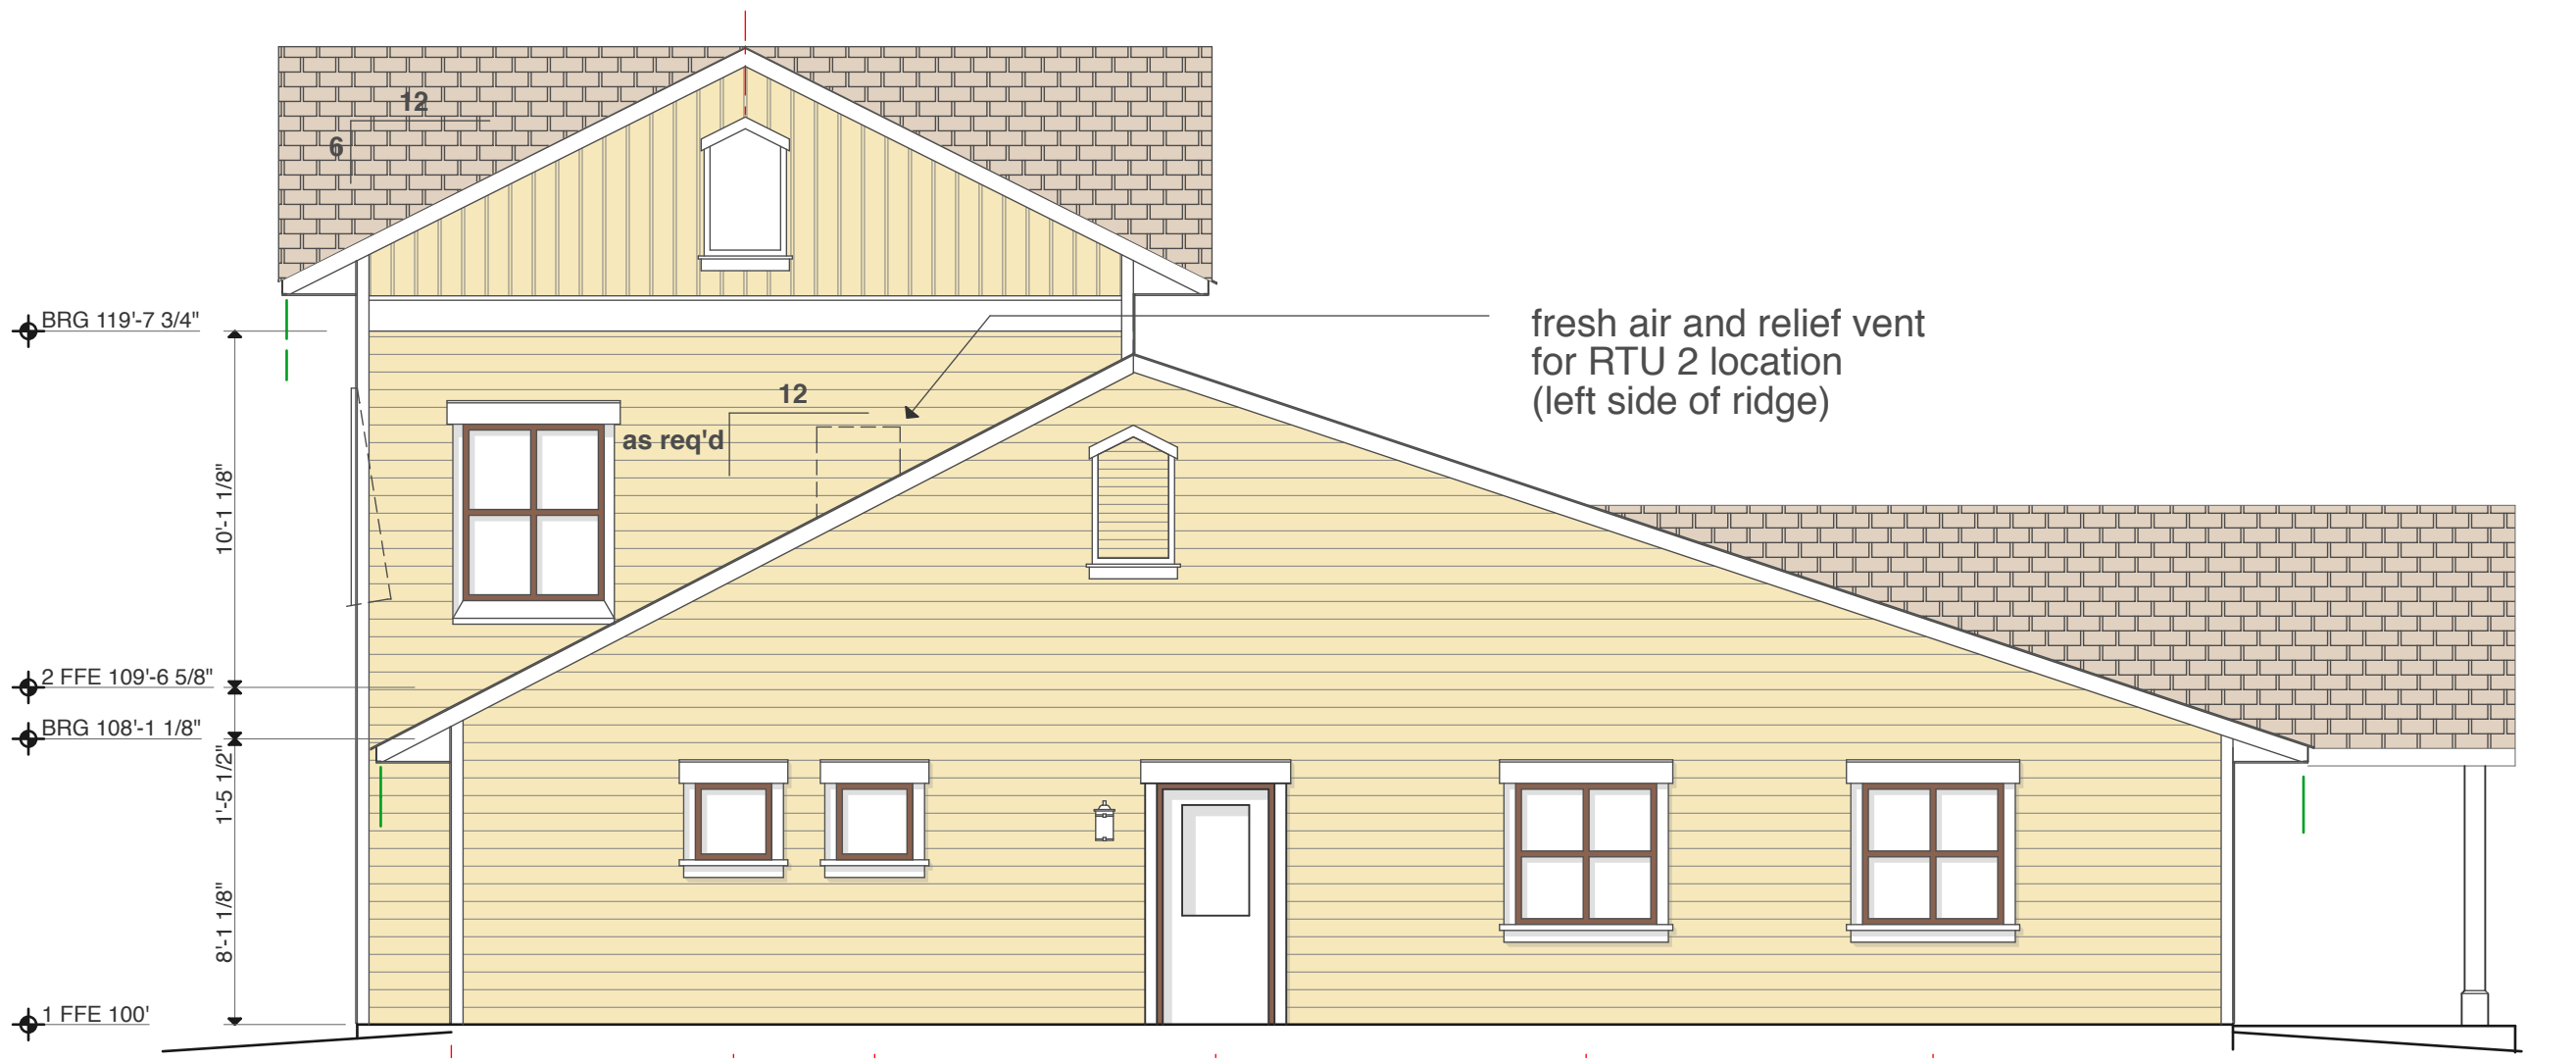 12
6
BRG 119'-7 3/4"
fresh air and relief vent
for RTU 2 location
(left side of ridge)
12
as req'd
10'-1 1/8"
2 FFE 109'-6 5/8"
BRG 108'-1 1/8"
1'-5 1/2"
8'-1 1/8"
1 FFE 100'